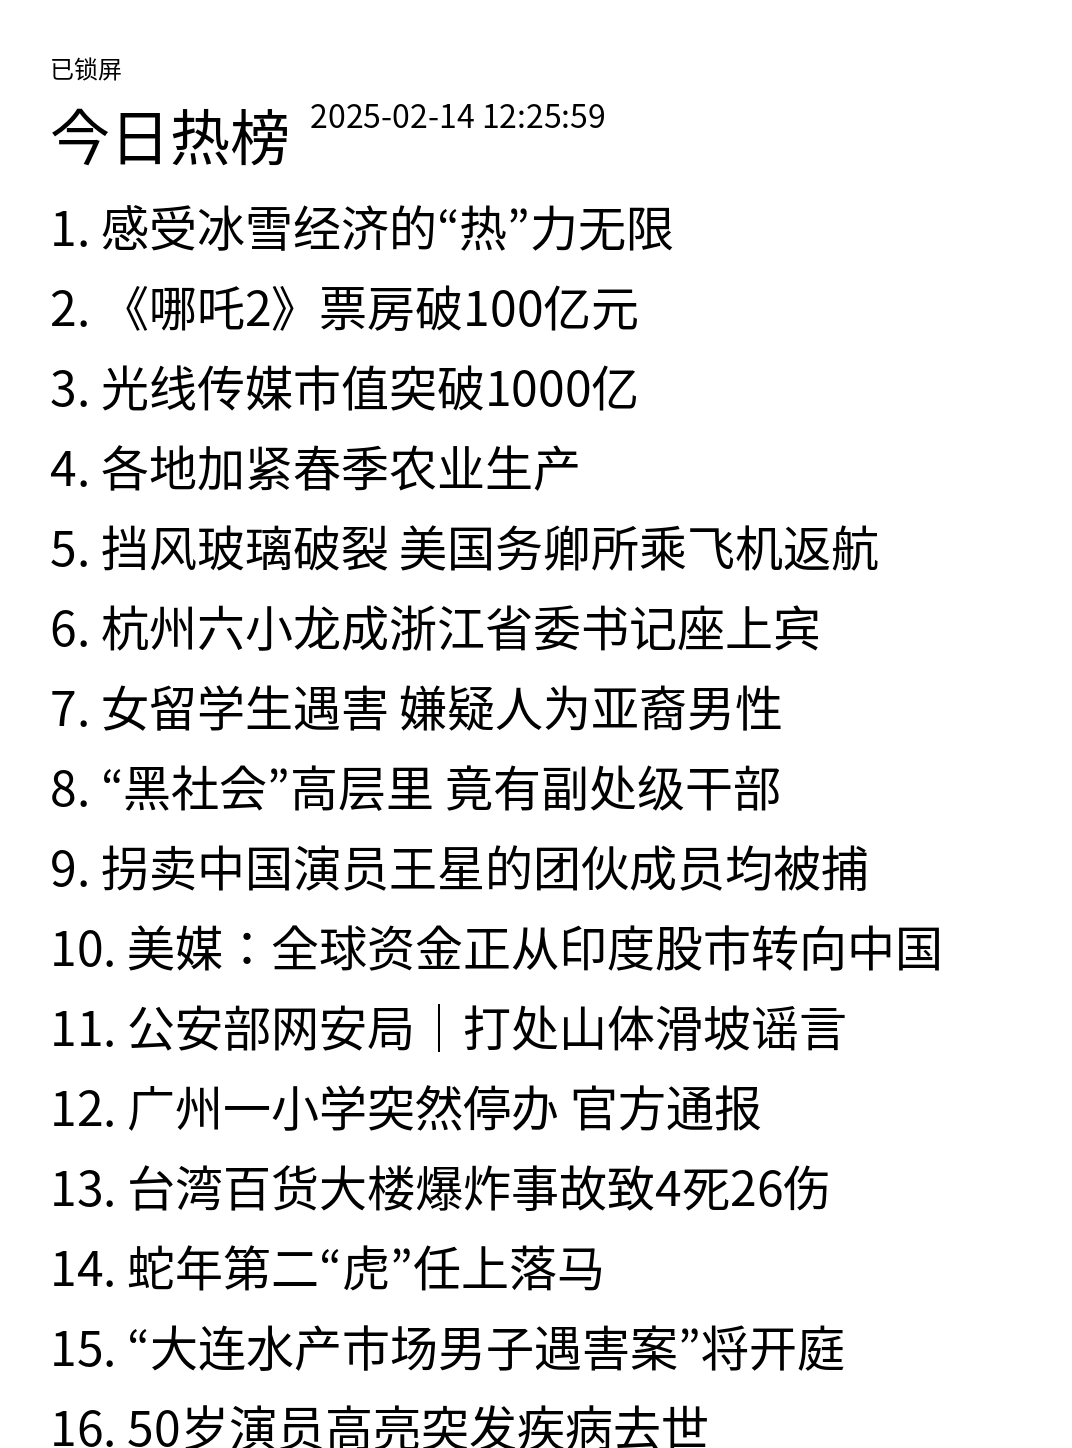 已锁屏
今日热榜 2025-02-14 12:25:59
1. 感受冰雪经济的“热”力无限
2. 《哪吒2》票房破100亿元
3. 光线传媒市值突破1000亿
4. 各地加紧春季农业生产
5. 挡风玻璃破裂 美国务卿所乘飞机返航
6. 杭州六小龙成浙江省委书记座上宾
7. 女留学生遇害 嫌疑人为亚裔男性
8. “黑社会”高层里 竟有副处级干部
9. 拐卖中国演员王星的团伙成员均被捕
10. 美媒：全球资金正从印度股市转向中国
11. 公安部网安局｜打处山体滑坡谣言
12. 广州一小学突然停办 官方通报
13. 台湾百货大楼爆炸事故致4死26伤
14. 蛇年第二“虎”任上落马
15. “大连水产市场男子遇害案”将开庭
16. 50岁演员高亮突发疾病去世